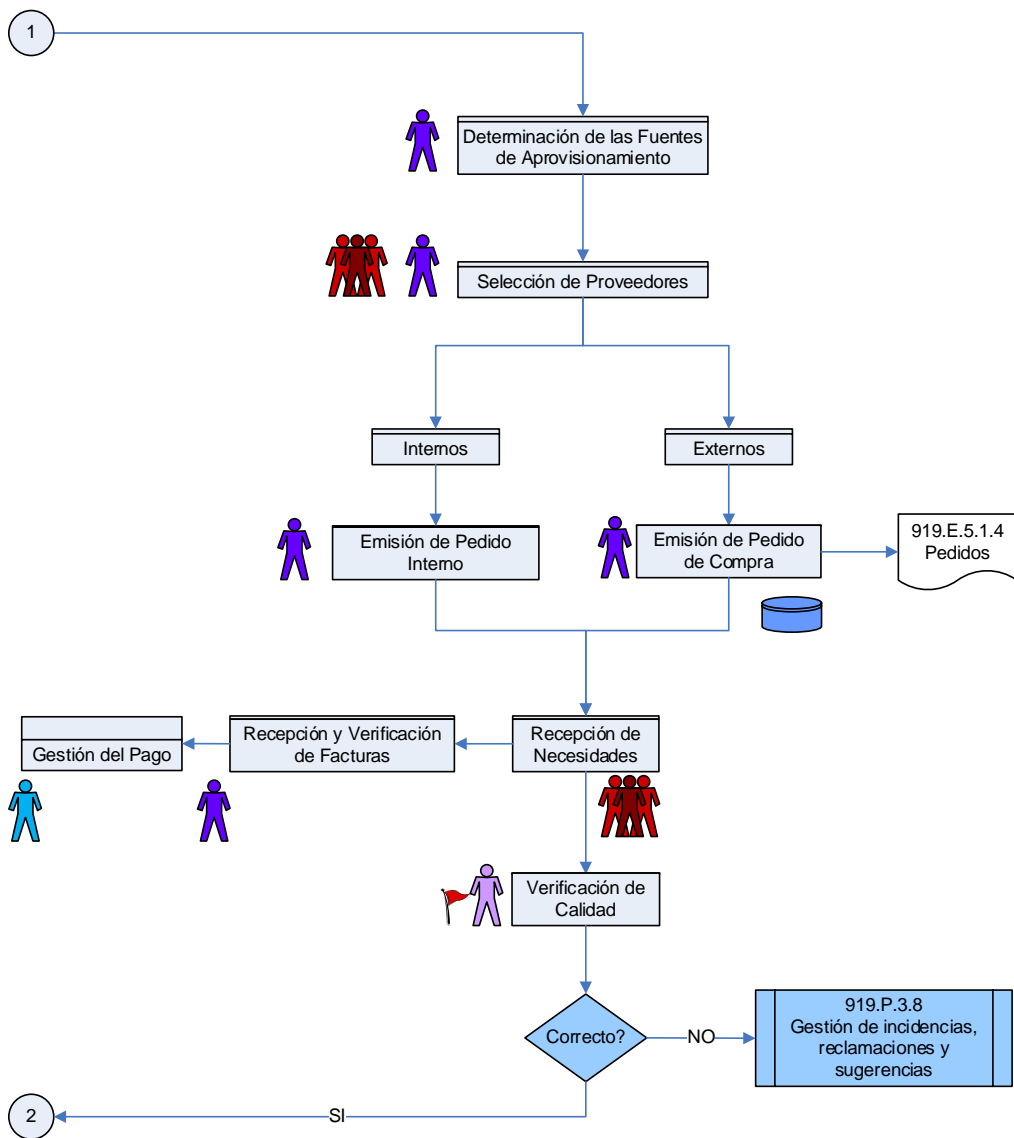 1
Determinación de las Fuentes
de Aprovisionamiento
Selección de Proveedores
Internos
Externos
Emisión de Pedido
Interno
Emisión de Pedido
de Compra
919.E.5.1.4
Pedidos
Gestión del Pago
Recepción y Verificación
de Facturas
Recepción de
Necesidades
Verificación de
Calidad
Correcto?
NO
919.P.3.8
Gestión de incidencias,
reclamaciones y
sugerencias
SI
2